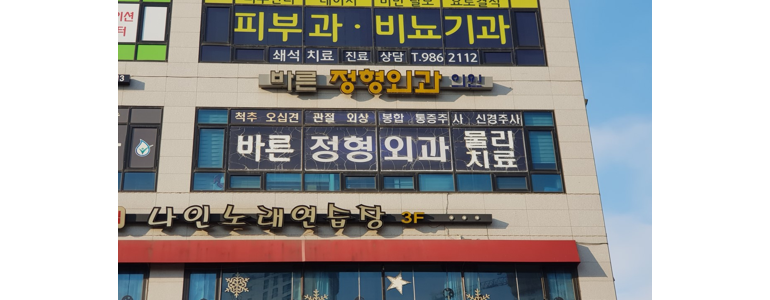 피부과·비뇨기과
쇄석 치료 진료 상담 T.986 2112
바른 정형외과 의원
척추 오십견 관절 외상 봉합 통증주사 신경주사
바른 정형외과 물리치료
나인노래연습장 3F